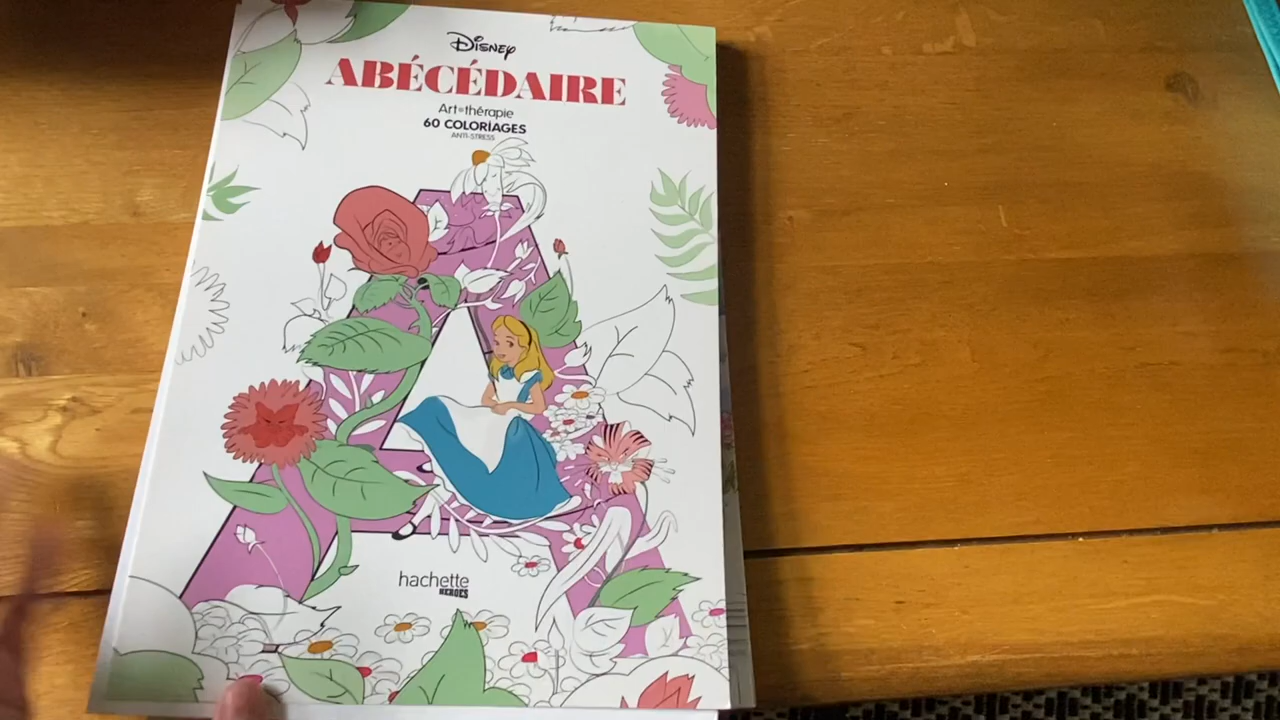 Disney
ABÉCÉDAIRE
Art-thérapie
60 COLORIAGES
ANTI-STRESS
hachette
HEROES